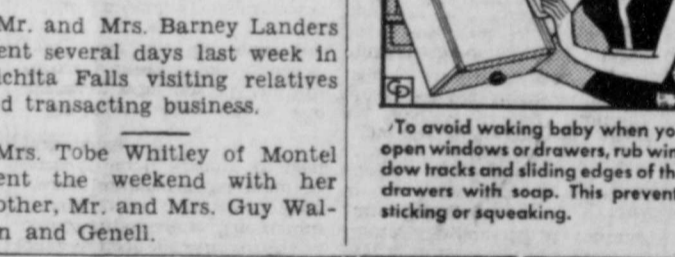 Mr. and Mrs. Barney Landers
ent several days last week in
ichita Falls visiting relatives
d transacting business.
Mrs. Tobe Whitley of Montel
ent the weekend with her
other, Mr. and Mrs. Guy Wal-
n and Genell.
CP
To avoid waking baby when yo
open windows or drawers, rub win
dow tracks and sliding edges of th
drawers with soap. This prevent
sticking or squeaking.